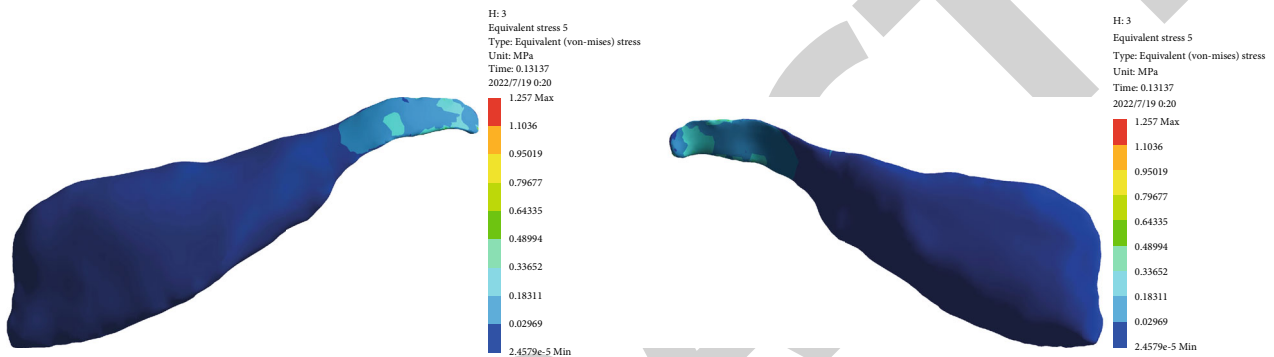 H: 3
Equivalent stress 5
Type: Equivalent (von-mises) stress
Unit: MPa
Time: 0.13137
2022/7/19 0:20
1.257 Max
1.1036
0.95019
0.79677
0.64335
0.48994
0.33652
0.18311
0.02969
2.4579e-5 Min
H: 3
Equivalent stress 5
Type: Equivalent (von-mises) stress
Unit: MPa
Time: 0.13137
2022/7/19 0:20
1.257 Max
1.1036
0.95019
0.79677
0.64335
0.48994
0.33652
0.18311
0.02969
2.4579e-5 Min